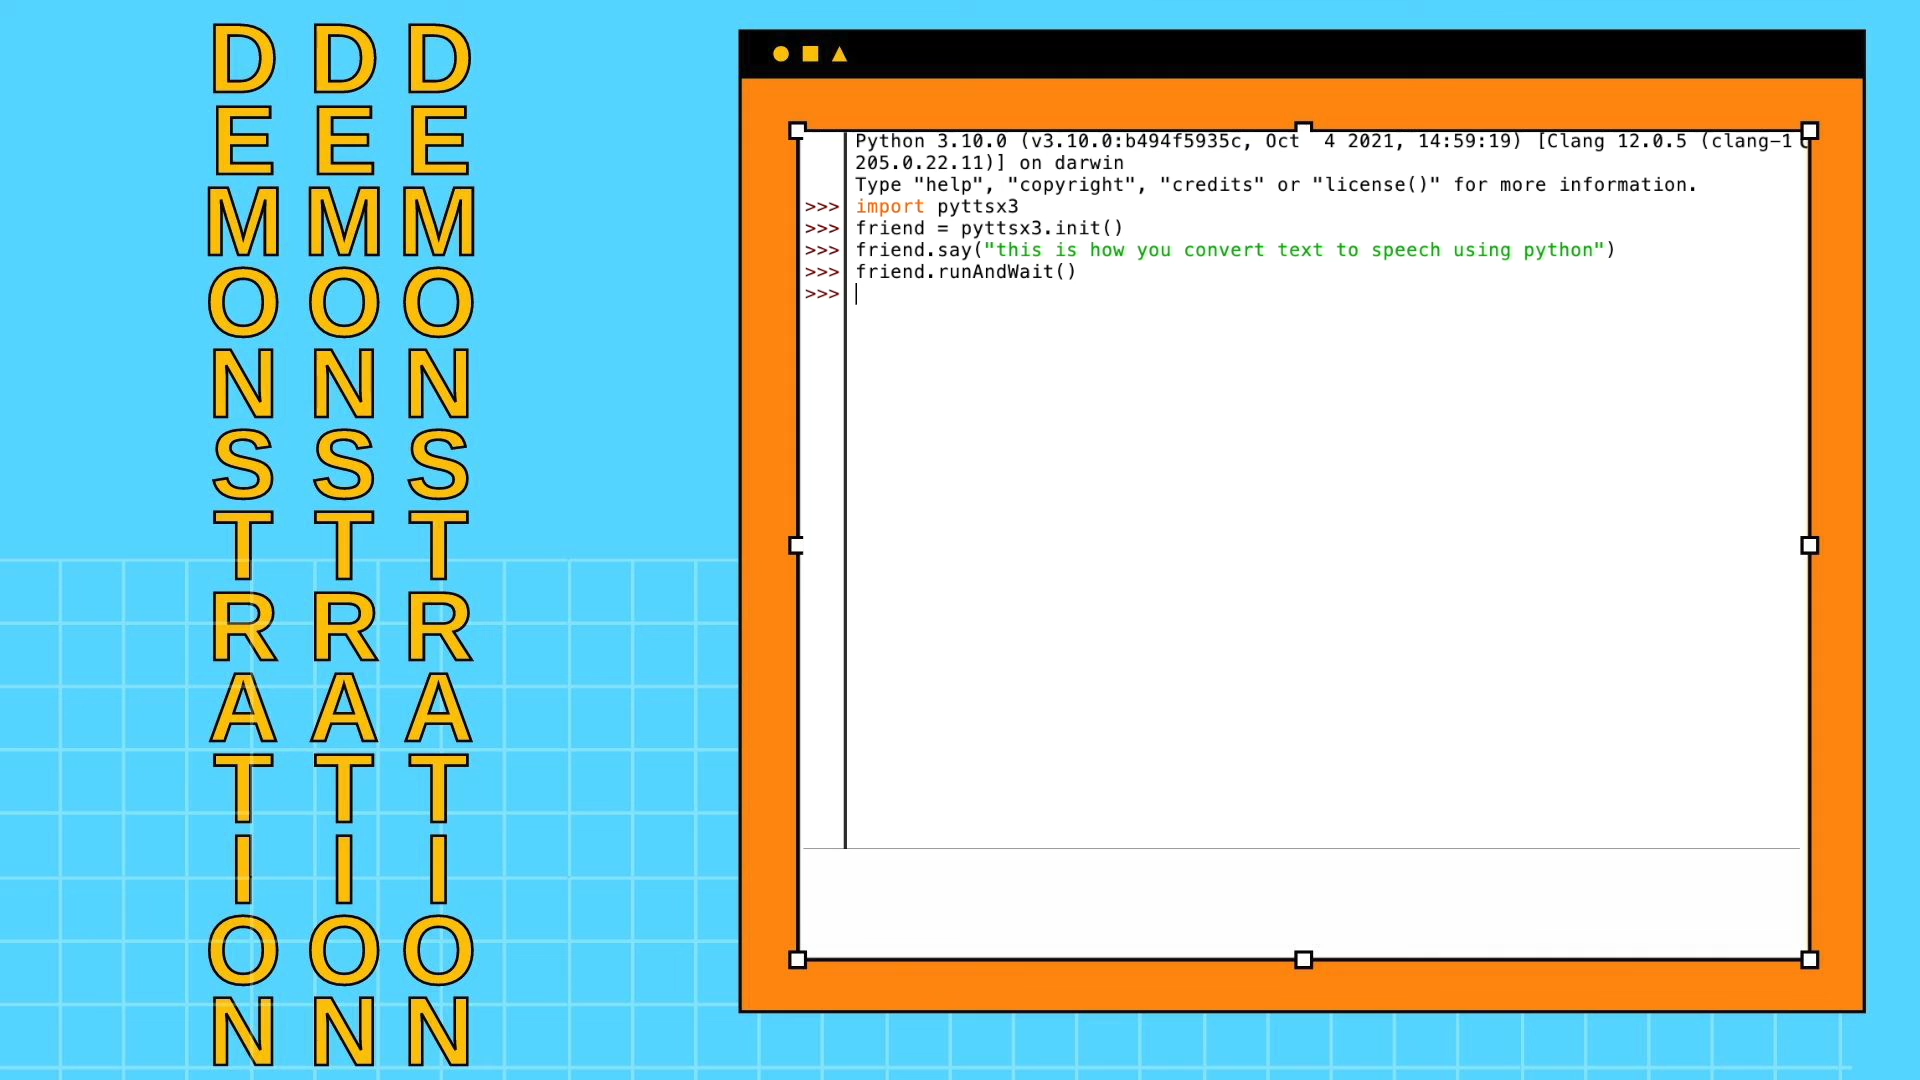 DEMONSTRATION
DEMONSTRATION
DEMONSTRATION
Python 3.10.0 (v3.10.0:b494f5935c, Oct  4 2021, 14:59:19) [Clang 12.0.5 (clang-1
205.0.22.11)] on darwin
Type "help", "copyright", "credits" or "license()" for more information.
>>> import pyttsx3
>>> friend = pyttsx3.init()
>>> friend.say("this is how you convert text to speech using python")
>>> friend.runAndWait()
>>>